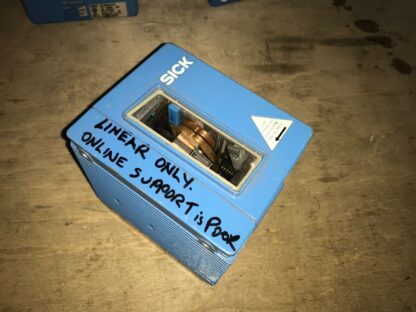 SICK
LINEAR ONLY.
ONLINE SUPPORT is POOR